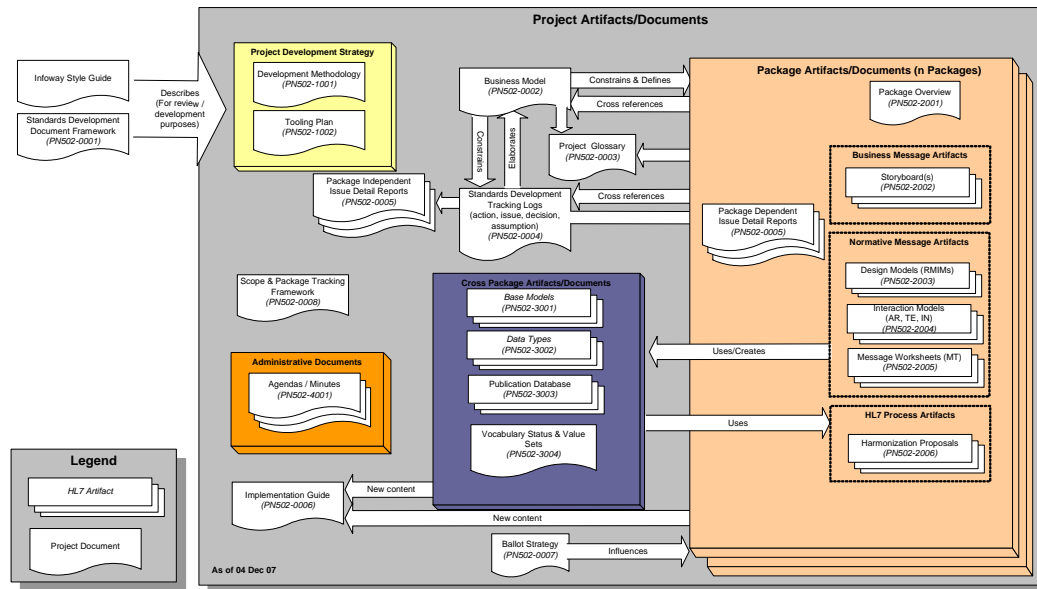 Project Artifacts/Documents
Infoway Style Guide
Standards Development
Document Framework
(PN502-0001)
Describes
(For review /
development
purposes)
Project Development Strategy
Development Methodology
(PN502-1001)
Tooling Plan
(PN502-1002)
Business Model
(PN502-0002)
Constrains & Defines
Cross references
Constrains
Elaborates
Project Glossary
(PN502-0003)
Package Independent
Issue Detail Reports
(PN502-0005)
Standards Development
Tracking Logs
(action, issue, decision,
assumption)
(PN502-0004)
Cross references
Package Artifacts/Documents (n Packages)
Package Overview
(PN502-2001)
Business Message Artifacts
Storyboard(s)
(PN502-2002)
Package Dependent
Issue Detail Reports
(PN502-0005)
Normative Message Artifacts
Design Models (RMIMs)
(PN502-2003)
Interaction Models
(AR, TE, IN)
(PN502-2004)
Message Worksheets (MT)
(PN502-2005)
HL7 Process Artifacts
Harmonization Proposals
(PN502-2006)
Scope & Package Tracking
Framework
(PN502-0008)
Cross Package Artifacts/Documents
Base Models
(PN502-3001)
Data Types
(PN502-3002)
Publication Database
(PN502-3003)
Vocabulary Status & Value
Sets
(PN502-3004)
Uses/Creates
Uses
Administrative Documents
Agendas / Minutes
(PN502-4001)
Implementation Guide
(PN502-0006)
New content
New content
Ballot Strategy
(PN502-0007)
Influences
Legend
HL7 Artifact
Project Document
As of 04 Dec 07